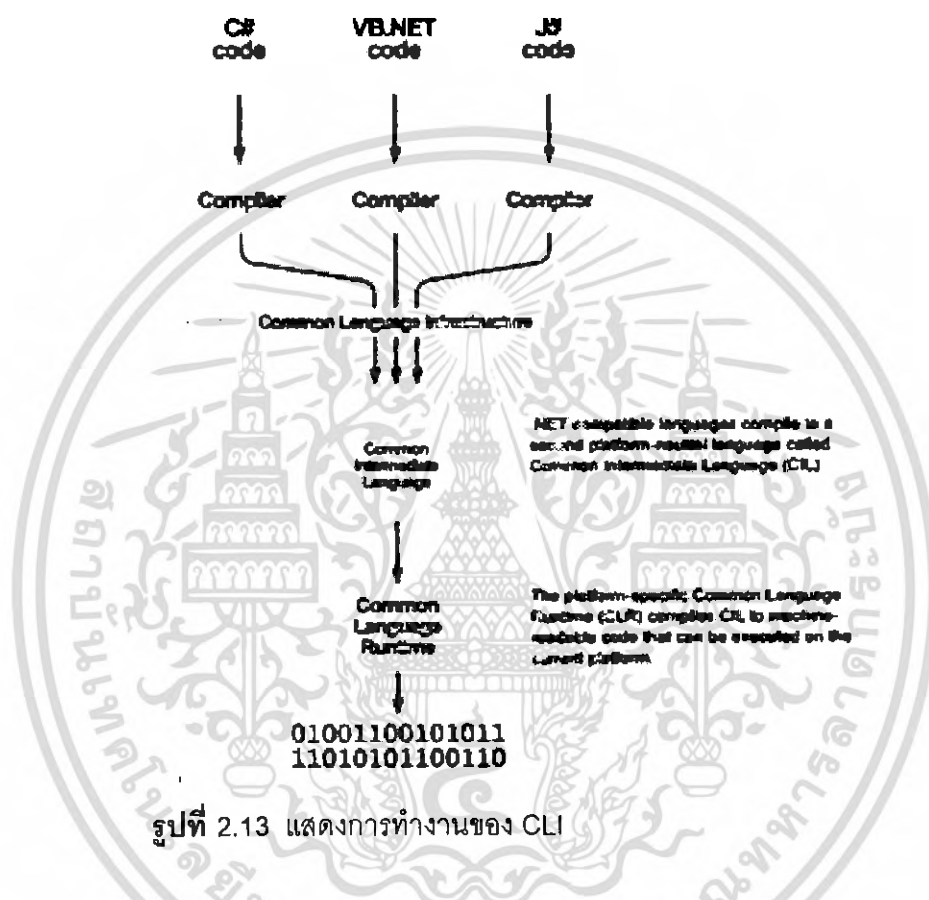 C#
code
VB.NET
code
J#
code
Compiler
Compiler
Compiler
Common Language Infrastructure
Common
Intermediate
Language
.NET compatible languages compile to a
second platform-neutral language called
Common Intermediate Language (CIL)
Common
Language
Runtime
The platform-specific Common Language
Runtime (CLR) compiles CIL to machine-
readable code that can be executed on the
current platform.
01001100101011
11010101100110
รูปที่ 2.13 แสดงการทำงานของ CLI